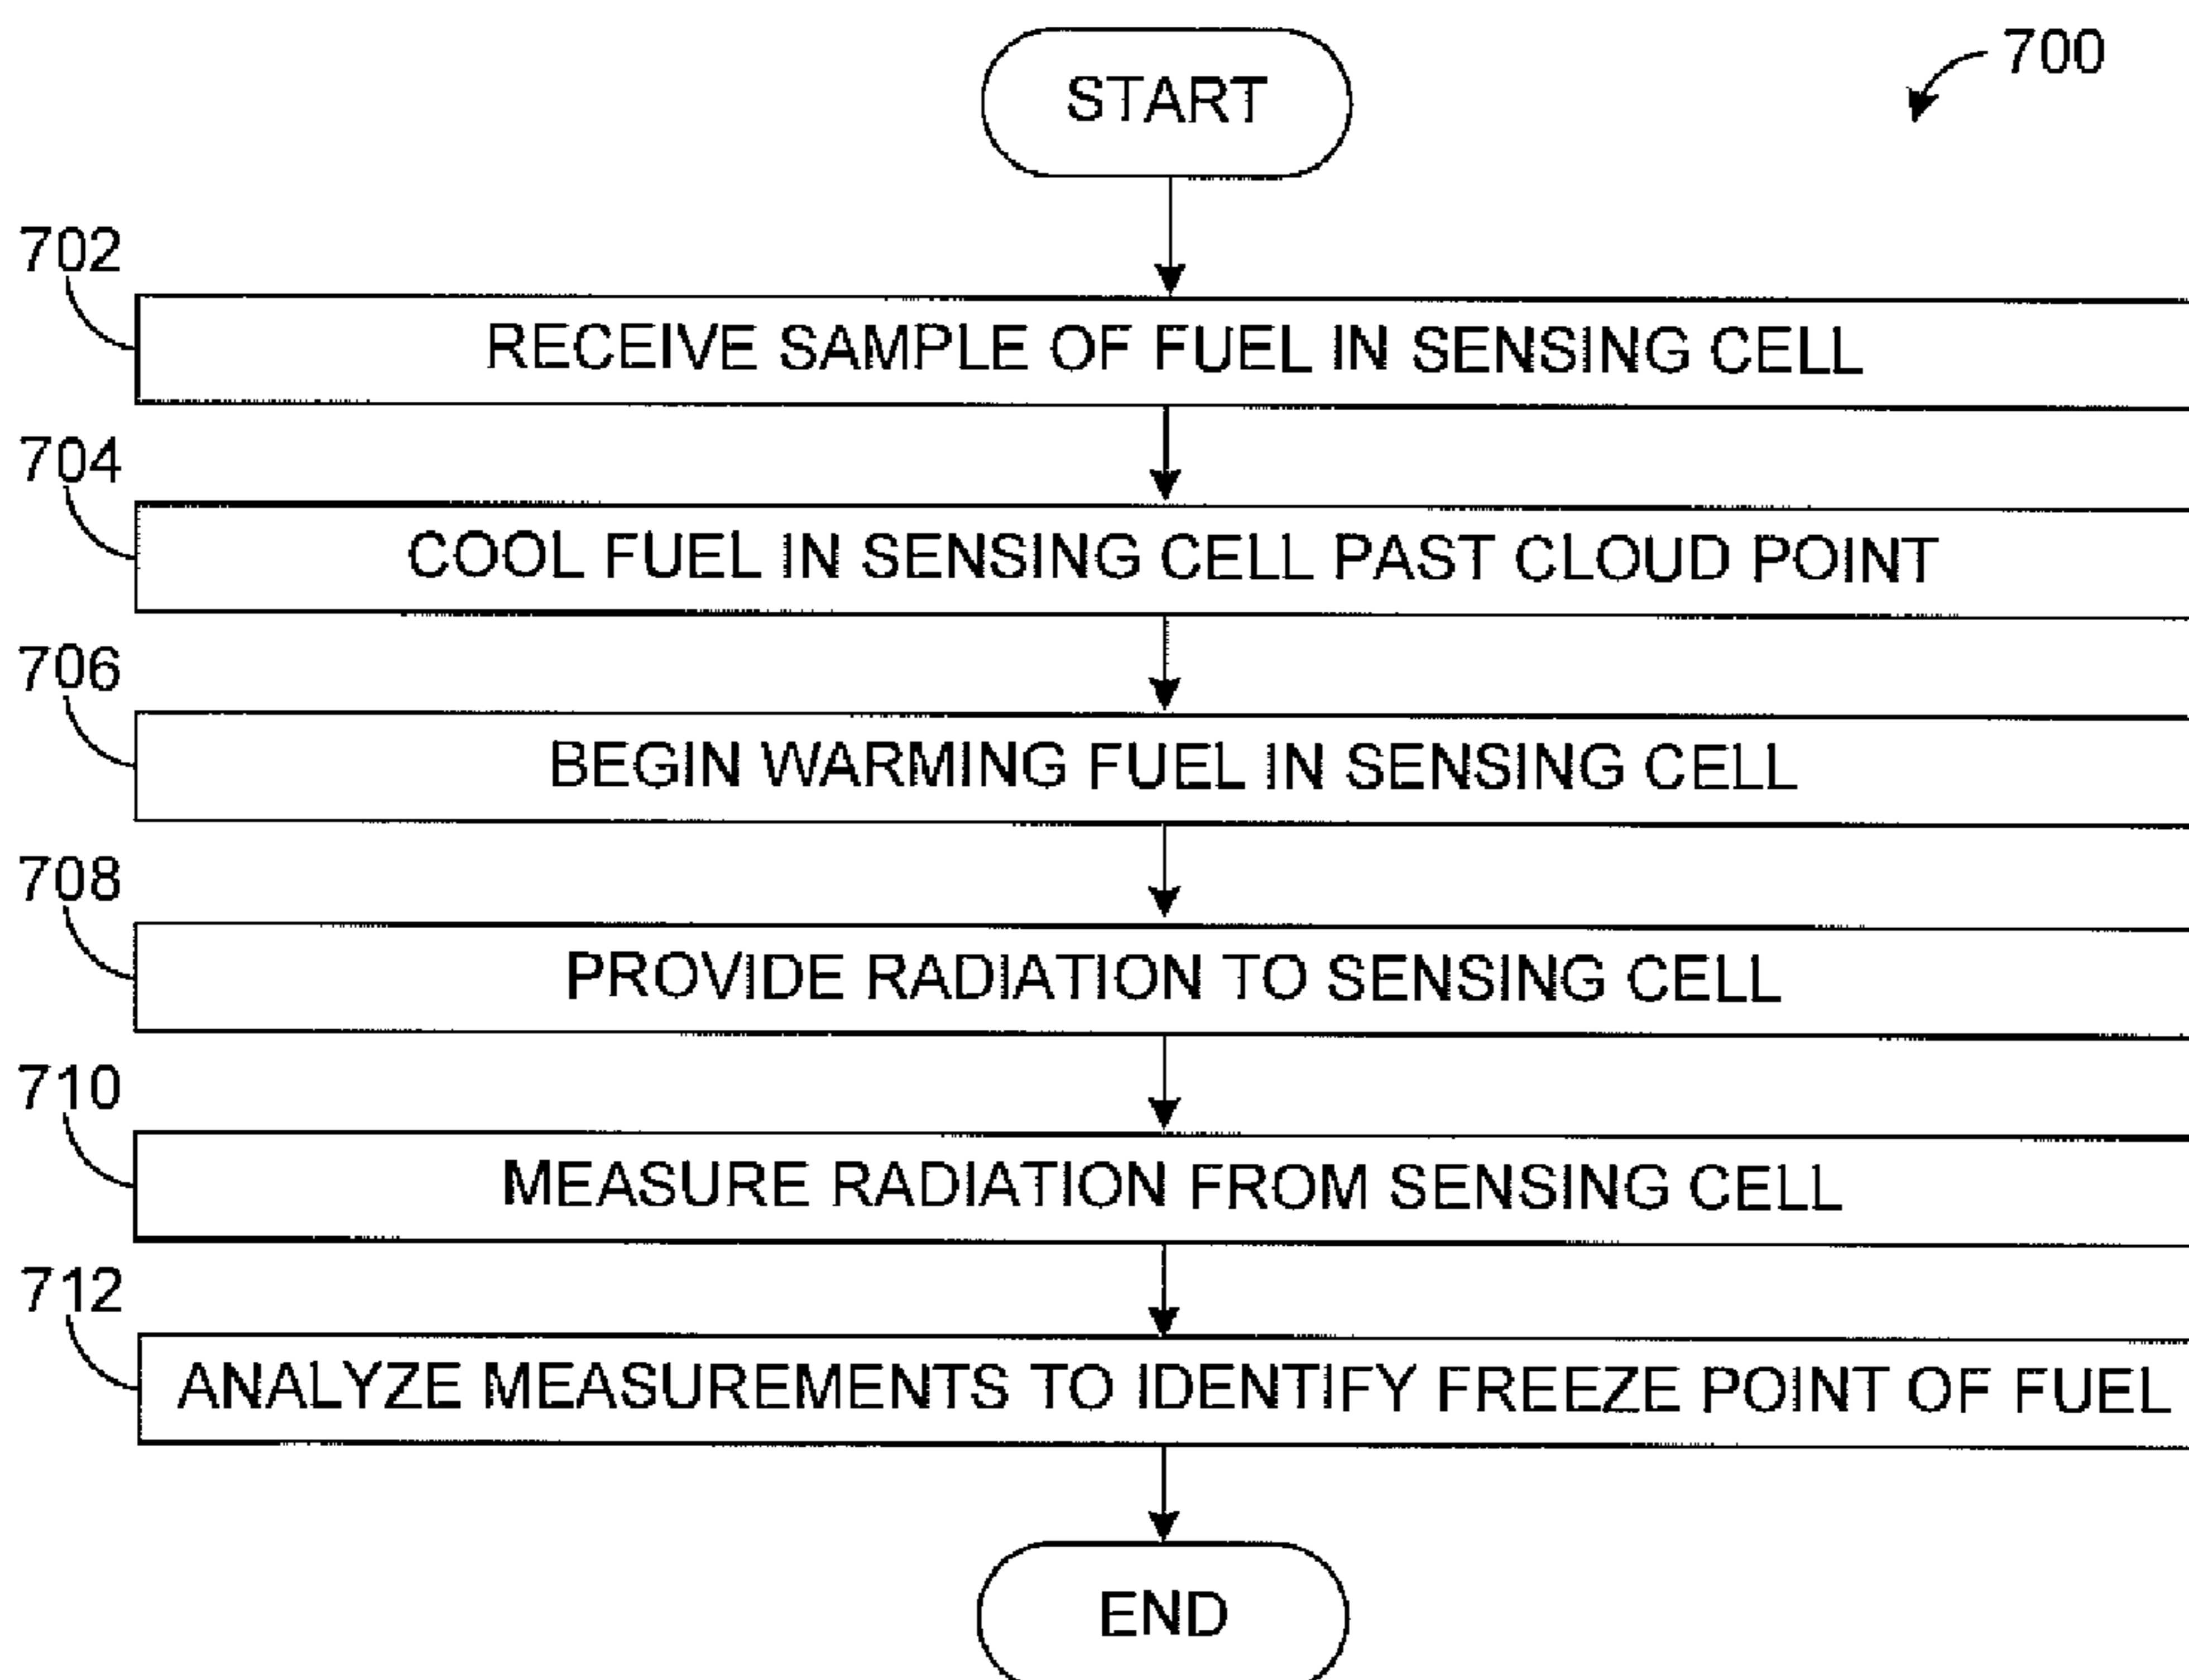 START
700
702
RECEIVE SAMPLE OF FUEL IN SENSING CELL
704
COOL FUEL IN SENSING CELL PAST CLOUD POINT
706
BEGIN WARMING FUEL IN SENSING CELL
708
PROVIDE RADIATION TO SENSING CELL
710
MEASURE RADIATION FROM SENSING CELL
712
ANALYZE MEASUREMENTS TO IDENTIFY FREEZE POINT OF FUEL
END